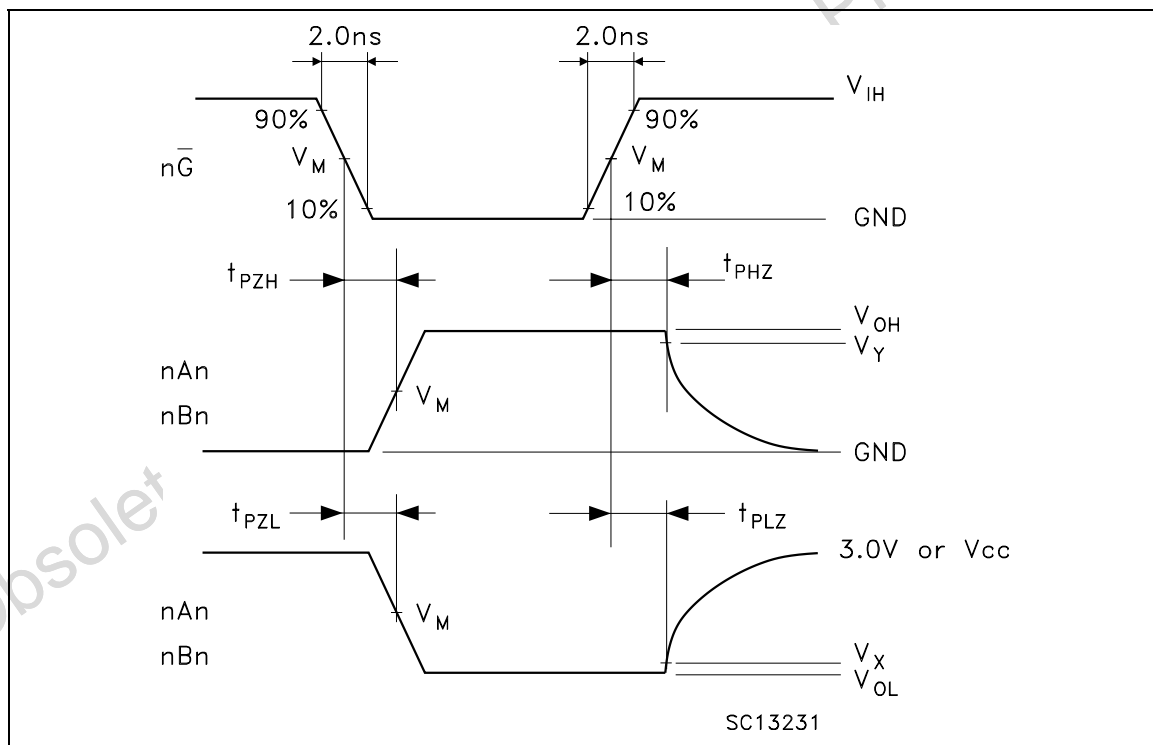 2.0ns 2.0ns
V_IH
90% 90%
nG̅ V_M V_M
10% 10%
GND
t_PZH t_PHZ
V_OH
V_Y
nAn
V_M
nBn
GND
t_PZL t_PLZ
3.0V or Vcc
nAn
V_M
nBn
V_X
V_OL
SC13231